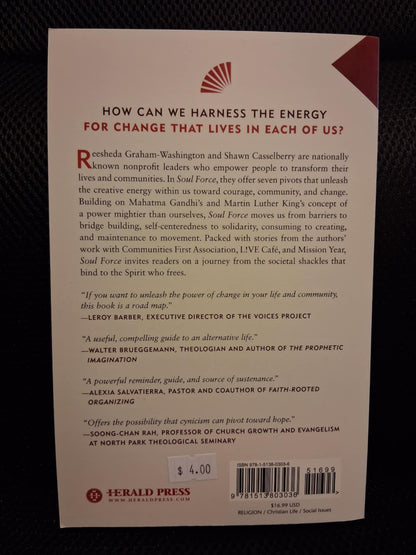 HOW CAN WE HARNESS THE ENERGY
FOR CHANGE THAT LIVES IN EACH OF US?
Reesheda Graham-Washington and Shawn Casselberry are nationally
known nonprofit leaders who empower people to transform their
lives and communities. In Soul Force, they offer seven pivots that unleash
the creative energy within us toward courage, community, and change.
Building on Mahatma Gandhi's and Martin Luther King's concept of
a power mightier than ourselves, Soul Force moves us from barriers to
bridge building, self-centeredness to solidarity, consuming to creating,
and maintenance to movement. Packed with stories from the authors'
work with Communities First Association, L!VE Café, and Mission Year,
Soul Force invites readers on a journey from the societal shackles that
bind to the Spirit who frees.
"If you want to unleash the power of change in your life and community,
this book is a road map."
—LEROY BARBER, EXECUTIVE DIRECTOR OF THE VOICES PROJECT
"A useful, compelling guide to an alternative life."
—WALTER BRUEGGEMANN, THEOLOGIAN AND AUTHOR OF THE PROPHETIC
IMAGINATION
"A powerful reminder, guide, and source of sustenance."
—ALEXIA SALVATIERRA, PASTOR AND COAUTHOR OF FAITH-ROOTED
ORGANIZING
"Offers the possibility that cynicism can pivot toward hope."
—SOONG-CHAN RAH, PROFESSOR OF CHURCH GROWTH AND EVANGELISM
AT NORTH PARK THEOLOGICAL SEMINARY
$ 4.00
HERALD PRESS
WWW.HERALDPRESS.COM
ISBN 978-1-5138-0303-6
51699
9 781513 803036
$16.99 USD
RELIGION / Christian Life / Social Issues